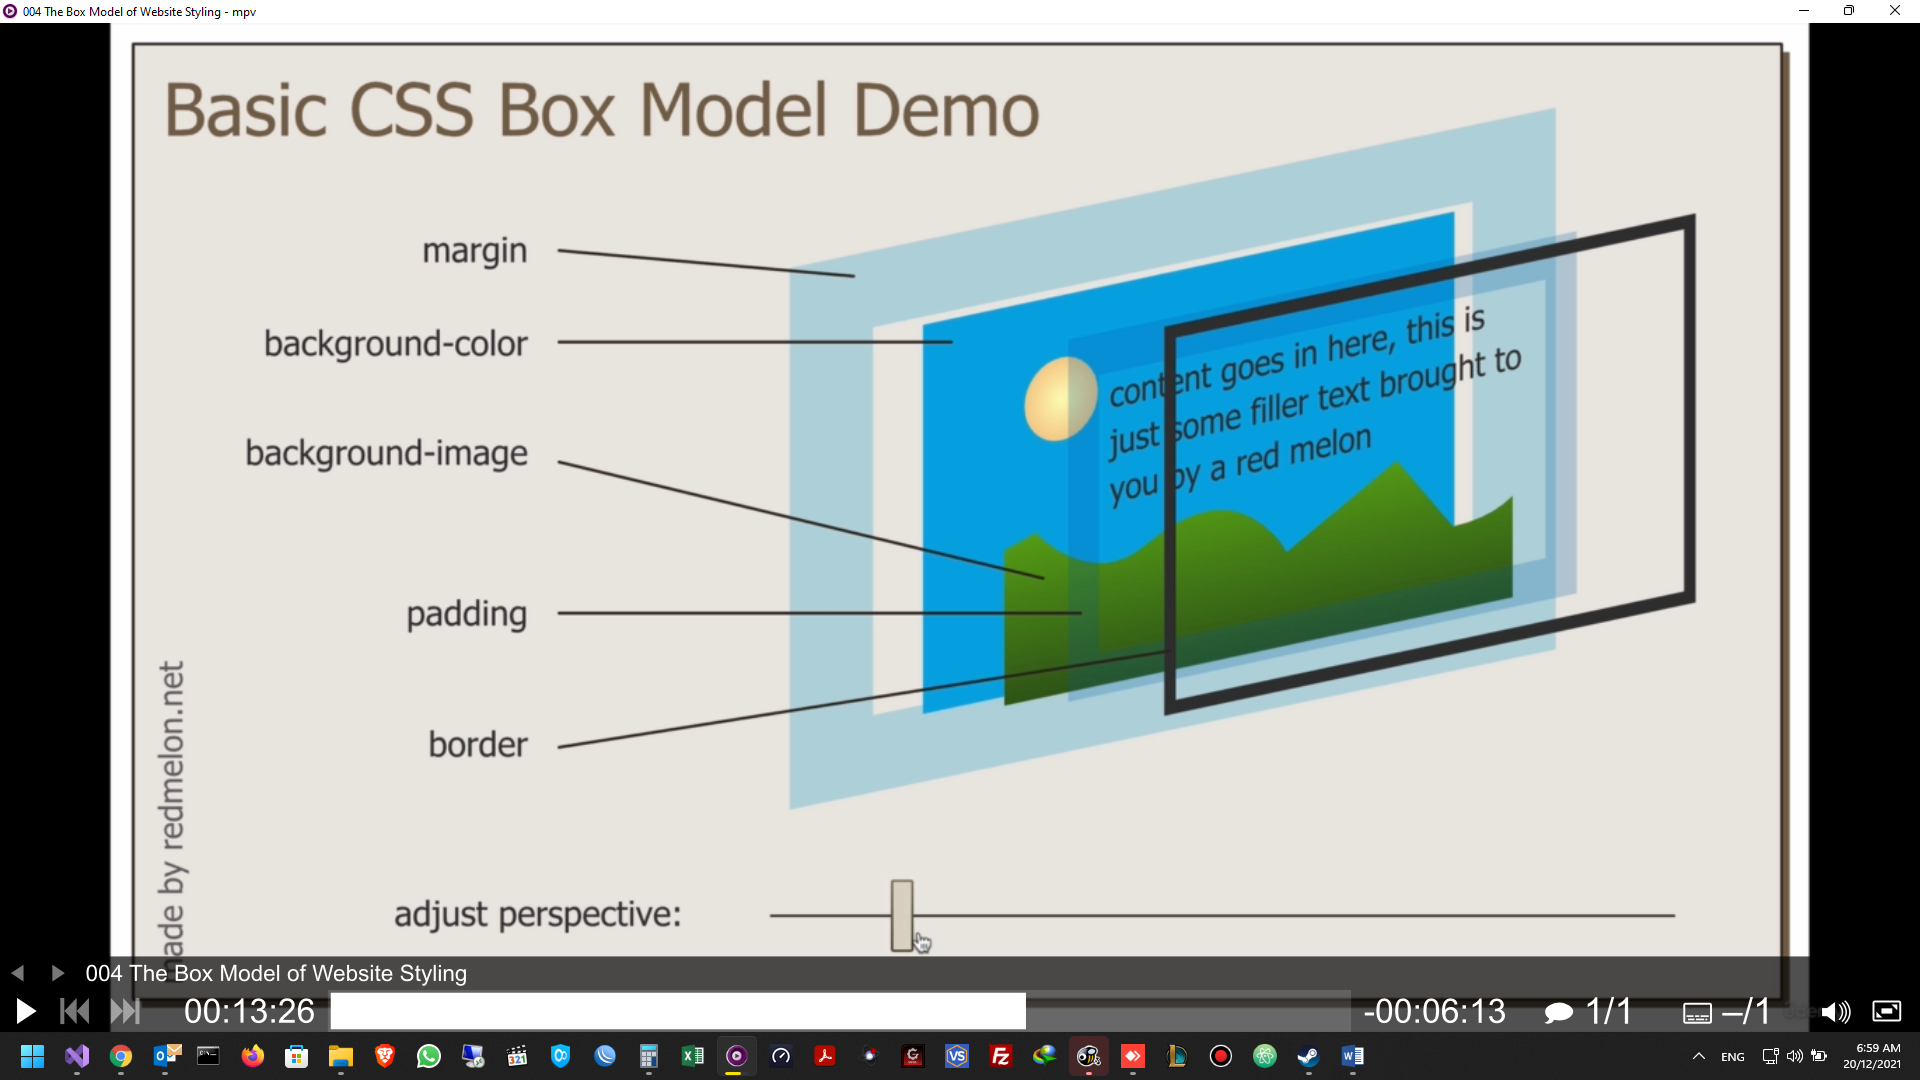 004 The Box Model of Website Styling - mpv
Basic CSS Box Model Demo
margin
background-color
background-image
padding
border
content goes in here, this is
just some filler text brought to
you by a red melon
made by redmelon.net
adjust perspective:
004 The Box Model of Website Styling
00:13:26
-00:06:13
1/1
–/1
321
VS
ENG
6:59 AM
20/12/2021